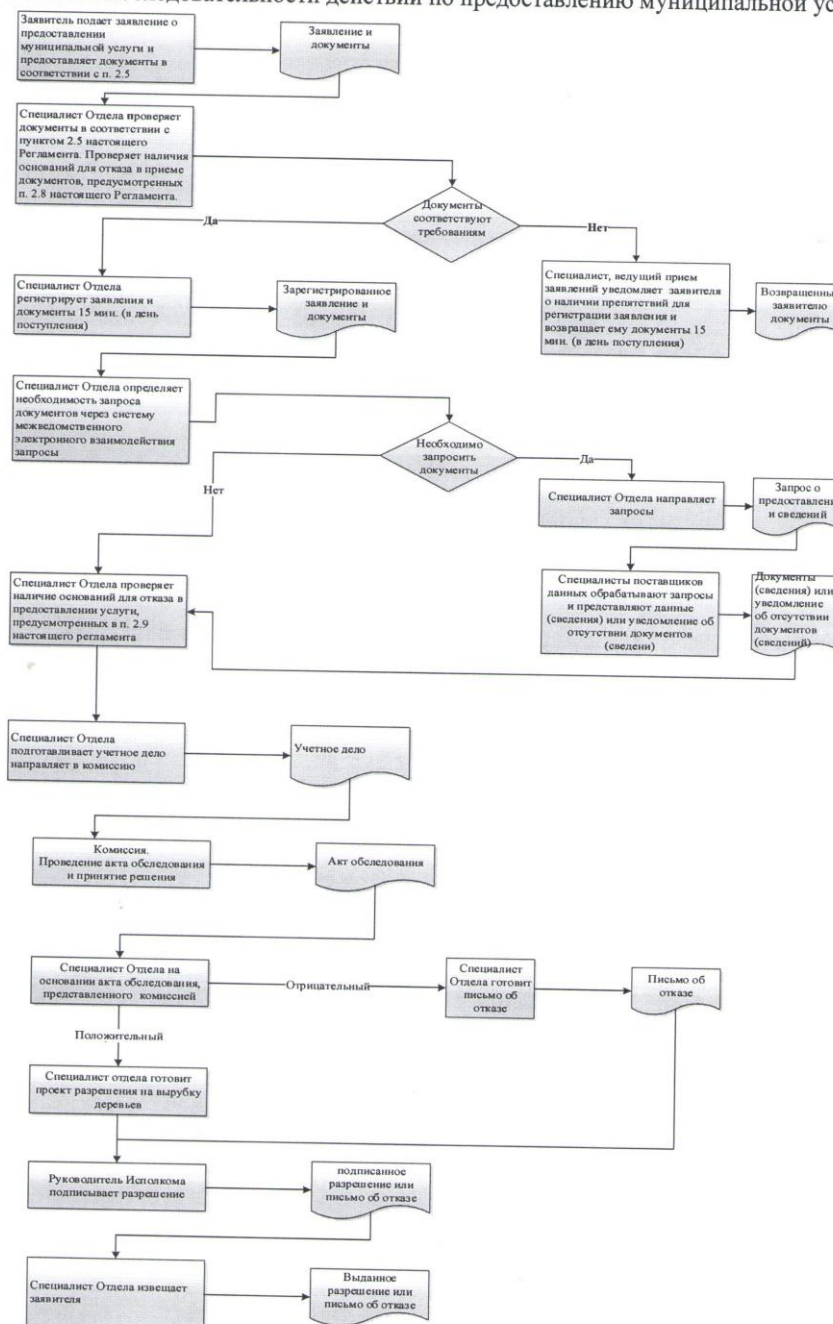 действий по предоставлению муниципальной
Заявитель подает заявление о
предоставлении
муниципальной услуги и
предоставляет документы в
соответствии с п. 2.5
Заявление и
документы
Специалист Отдела проверяет
документы в соответствии с
пунктом 2.5 настоящего
Регламента. Проверяет наличия
оснований для отказа в приеме
документов, предусмотренных
п. 2.8 настоящего Регламента.
Документы
соответствуют
требованиям
Да
Нет
Специалист Отдела
регистрирует заявления и
документы 15 мин. (в день
поступления)
Зарегистрированное
заявление и
документы
Специалист, ведущий прием
заявлений уведомляет заявителя
о наличии препятствий для
регистрации заявления и
возвращает ему документы 15
мин. (в день поступления)
Возвращенные
заявителю
документы
Специалист Отдела определяет
необходимость запроса
документов через систему
межведомственного
электронного взаимодействия
запросы
Необходимо
запросить
документы
Нет
Да
Специалист Отдела направляет
запросы
Запрос о
предоставлени
и сведений
Специалист Отдела проверяет
наличие оснований для отказа в
предоставлении услуги,
предусмотренных в п. 2.9
настоящего регламента
Специалисты поставщиков
данных обрабатывают запросы
и представляют данные
(сведения) или уведомление об
отсутствии документов
(сведени)
Документы
(сведения) или
уведомление
об отсутствии
документов
(сведений)
Специалист Отдела
подготавливает учетное дело
направляет в комиссию
Учетное дело
Комиссия.
Проведение акта обследования
и принятие решения
Акт обследования
Специалист Отдела на
основании акта обследования,
представленного комиссией
Отрицательный
Специалист
Отдела готовит
письмо об
отказе
Письмо об
отказе
Положительный
Специалист отдела готовит
проект разрешения на вырубку
деревьев
Руководитель Исполкома
подписывает разрешение
подписанное
разрешение или
письмо об отказе
Специалист Отдела извещает
заявителя
Выданное
разрешение или
письмо об отказе